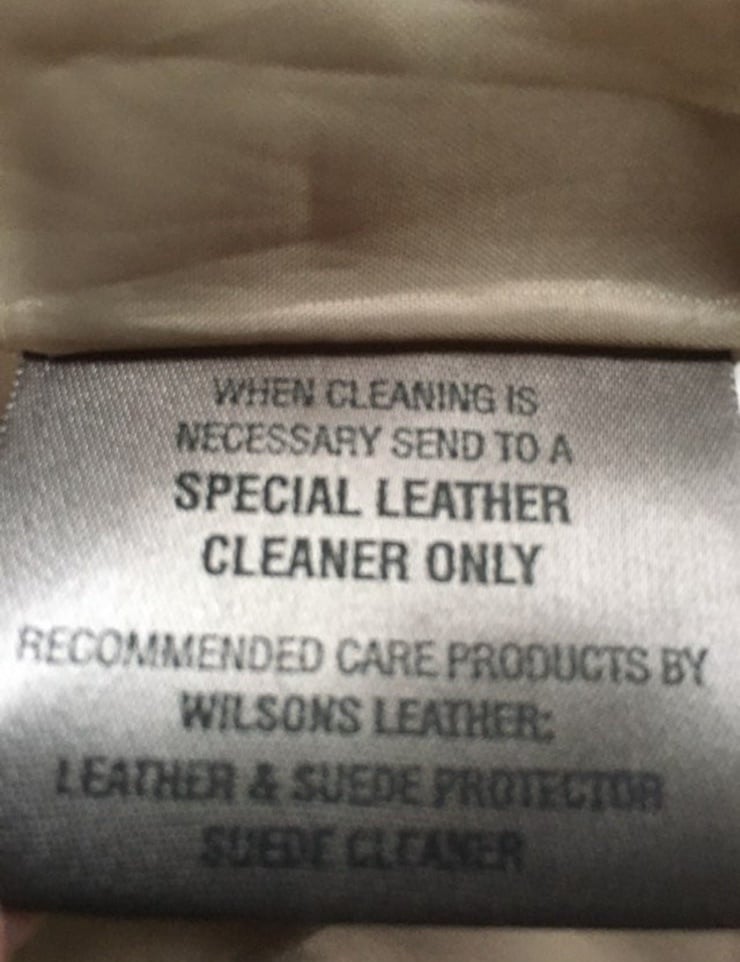 WHEN CLEANING IS
NECESSARY SEND TO A
SPECIAL LEATHER
CLEANER ONLY
RECOMMENDED CARE PRODUCTS BY
WILSONS LEATHER:
LEATHER & SUEDE PROTECTOR
SUEDE CLEANER